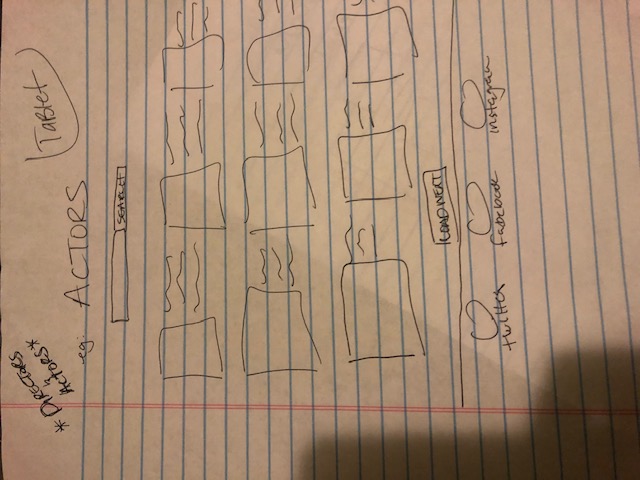 * DIRECTORS
& ACTORS *
Tablet
eg: ACTORS
SEARCH
LOAD NEXT
twitter facebook instagram